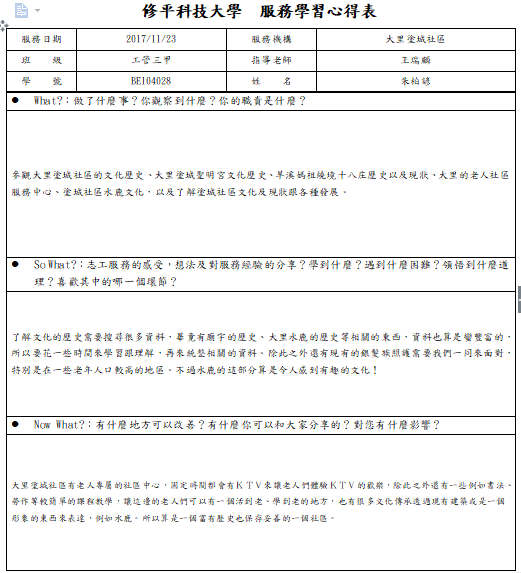 修平科技大學 服務學習心得表
服務日期 2017/11/23 服務機構 大里塗城社區
班 級 工管三甲 指導老師 王瑞麟
學 號 BE104028 姓 名 朱柏諺
● What?：做了什麼事？你觀察到什麼？你的職責是什麼？
參觀大里塗城社區的文化歷史、大里塗城聖明宮文化歷史、旱溪媽祖繞境十八庄歷史以及現狀、大里的老人社區
服務中心、塗城社區水鹿文化，以及了解塗城社區文化及現狀跟各種發展。
● So What?：志工服務的感受，想法及對服務經驗的分享？學到什麼？遇到什麼困難？領悟到什麼道
理？喜歡其中的哪一個環節？
了解文化的歷史需要搜尋很多資料，畢竟有廟宇的歷史、大里水鹿的歷史等相關的東西，資料也算是蠻豐富的，
所以要花一些時間來學習跟理解，再來統整相關的資料。除此之外還有現有的銀髮族照護需要我們一同來面對，
特別是在一些老年人口較高的地區。不過水鹿的這部分算是令人感到有趣的文化！
● Now What?：有什麼地方可以改善？有什麼你可以和大家分享的？對您有什麼影響？
大里塗城社區有老人專屬的社區中心，固定時間都會有KTV來讓老人們體驗KTV的歡樂，除此之外還有一些例如書法、
勞作等較簡單的課程教學，讓這邊的老人們可以有一個活到老、學到老的地方，也有很多文化傳承透過現有建築或是一個
形象的東西來表達，例如水鹿。所以算是一個富有歷史也保存妥善的一個社區。